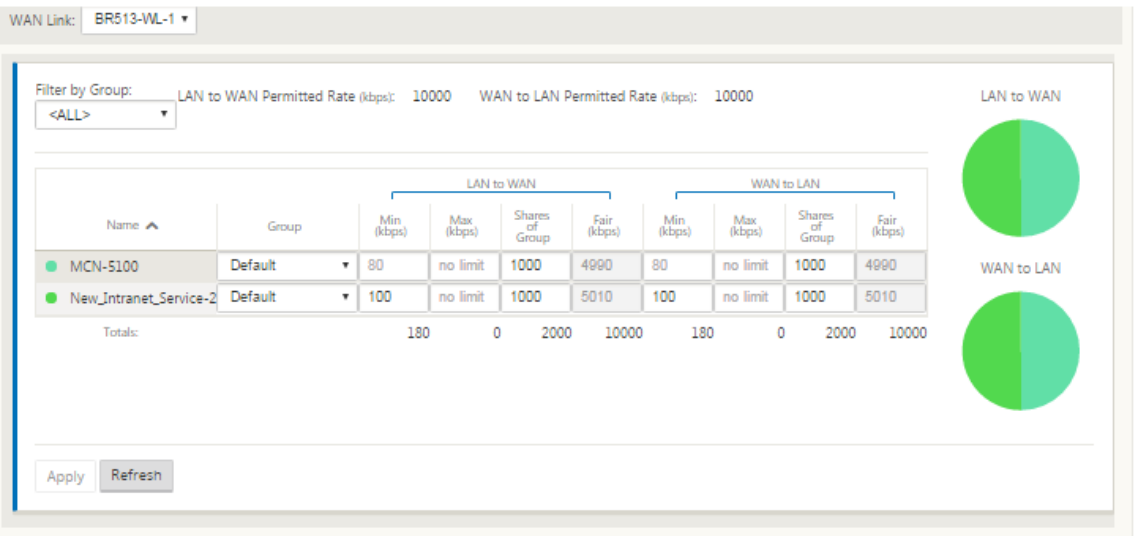 WAN Link: BR513-WL-1
Filter by Group: LAN to WAN Permitted Rate (kbps): 10000 WAN to LAN Permitted Rate (kbps): 10000 LAN to WAN
<ALL>
LAN to WAN WAN to LAN
Name Group Min (kbps) Max (kbps) Shares of Group Fair (kbps) Min (kbps) Max (kbps) Shares of Group Fair (kbps)
MCN-5100 Default 80 no limit 1000 4990 80 no limit 1000 4990 WAN to LAN
New_Intranet_Service-2 Default 100 no limit 1000 5010 100 no limit 1000 5010
Totals: 180 0 2000 10000 180 0 2000 10000
Apply Refresh